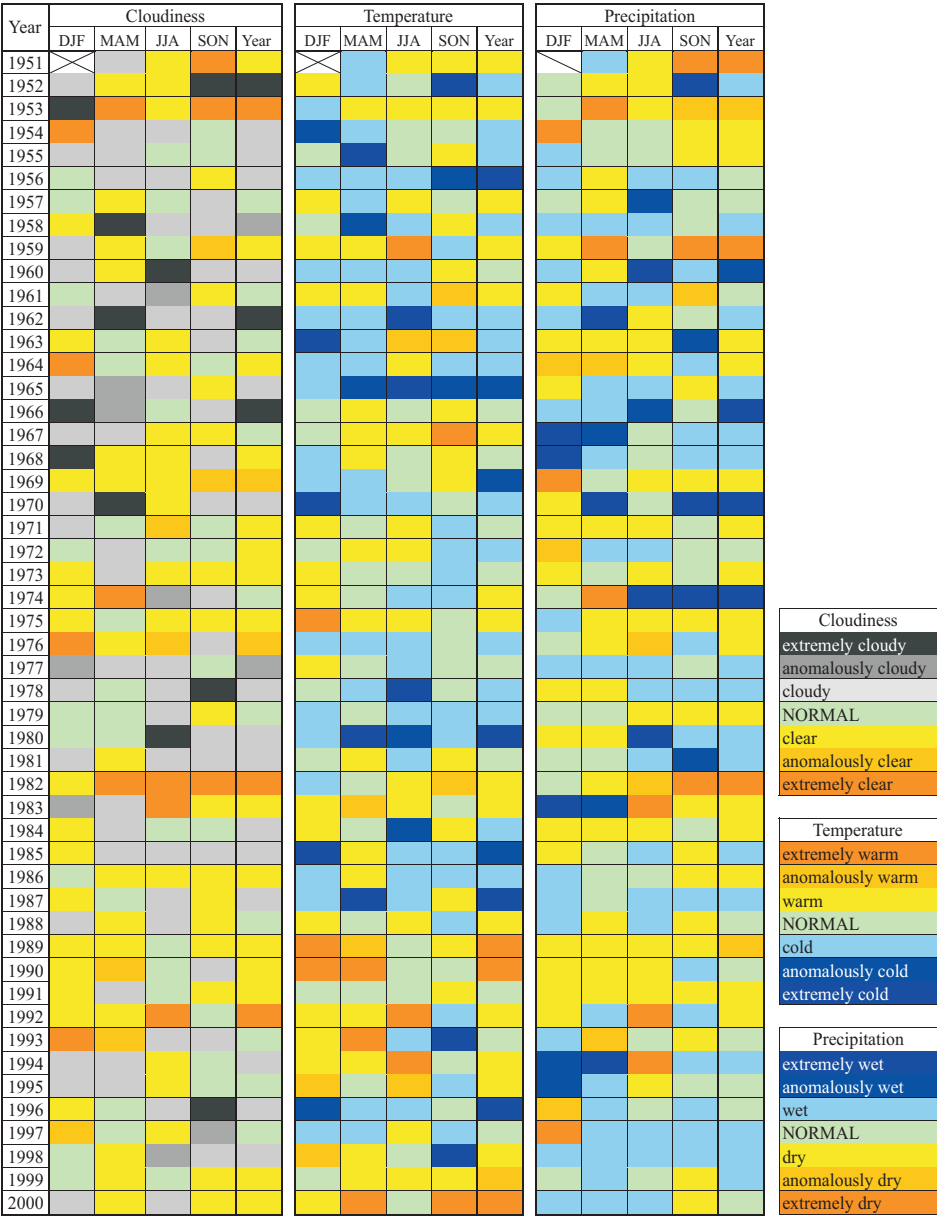 Year Cloudiness Temperature Precipitation
DJF MAM JJA SON Year DJF MAM JJA SON Year DJF MAM JJA SON Year
1951
1952
1953
1954
1955
1956
1957
1958
1959
1960
1961
1962
1963
1964
1965
1966
1967
1968
1969
1970
1971
1972
1973
1974
1975
1976
1977
1978
1979
1980
1981
1982
1983
1984
1985
1986
1987
1988
1989
1990
1991
1992
1993
1994
1995
1996
1997
1998
1999
2000
Cloudiness
extremely cloudy
anomalously cloudy
cloudy
NORMAL
clear
anomalously clear
extremely clear
Temperature
extremely warm
anomalously warm
warm
NORMAL
cold
anomalously cold
extremely cold
Precipitation
extremely wet
anomalously wet
wet
NORMAL
dry
anomalously dry
extremely dry